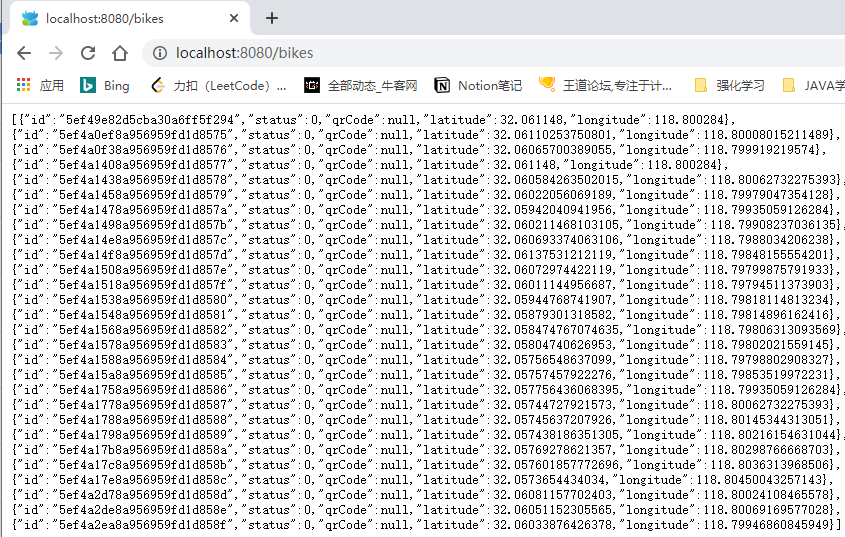 localhost:8080/bikes
localhost:8080/bikes
应用 Bing 力扣（LeetCode）... 全部动态_牛客网 Notion笔记 王道论坛,专注于计... 强化学习 JAVA学
[{"id":"5ef49e82d5cba30a6ff5f294","status":0,"qrCode":null,"latitude":32.061148,"longitude":118.800284},
{"id":"5ef4a0ef8a956959fd1d8575","status":0,"qrCode":null,"latitude":32.06110253750801,"longitude":118.80008015211489},
{"id":"5ef4a0f38a956959fd1d8576","status":0,"qrCode":null,"latitude":32.06065700389055,"longitude":118.799919219574},
{"id":"5ef4a1408a956959fd1d8577","status":0,"qrCode":null,"latitude":32.061148,"longitude":118.800284},
{"id":"5ef4a1438a956959fd1d8578","status":0,"qrCode":null,"latitude":32.060584263502015,"longitude":118.80062732275393},
{"id":"5ef4a1458a956959fd1d8579","status":0,"qrCode":null,"latitude":32.06022056069189,"longitude":118.79979047354128},
{"id":"5ef4a1478a956959fd1d857a","status":0,"qrCode":null,"latitude":32.05942040941956,"longitude":118.79935059126284},
{"id":"5ef4a1498a956959fd1d857b","status":0,"qrCode":null,"latitude":32.060211468103105,"longitude":118.79908237036135},
{"id":"5ef4a14e8a956959fd1d857c","status":0,"qrCode":null,"latitude":32.060693374063106,"longitude":118.7988034206238},
{"id":"5ef4a14f8a956959fd1d857d","status":0,"qrCode":null,"latitude":32.06137531212119,"longitude":118.79848155554201},
{"id":"5ef4a1508a956959fd1d857e","status":0,"qrCode":null,"latitude":32.06072974422119,"longitude":118.79799875791933},
{"id":"5ef4a1518a956959fd1d857f","status":0,"qrCode":null,"latitude":32.06011144956687,"longitude":118.79794511373903},
{"id":"5ef4a1538a956959fd1d8580","status":0,"qrCode":null,"latitude":32.05944768741907,"longitude":118.79818114813234},
{"id":"5ef4a1548a956959fd1d8581","status":0,"qrCode":null,"latitude":32.05879301318582,"longitude":118.79814896162416},
{"id":"5ef4a1568a956959fd1d8582","status":0,"qrCode":null,"latitude":32.058474767074635,"longitude":118.79806313093569},
{"id":"5ef4a1578a956959fd1d8583","status":0,"qrCode":null,"latitude":32.05804740626953,"longitude":118.79802021559145},
{"id":"5ef4a1588a956959fd1d8584","status":0,"qrCode":null,"latitude":32.05756548637099,"longitude":118.79798802908327},
{"id":"5ef4a15a8a956959fd1d8585","status":0,"qrCode":null,"latitude":32.05757457922276,"longitude":118.79853519972231},
{"id":"5ef4a1758a956959fd1d8586","status":0,"qrCode":null,"latitude":32.057756436068395,"longitude":118.79935059126284},
{"id":"5ef4a1778a956959fd1d8587","status":0,"qrCode":null,"latitude":32.05744727921573,"longitude":118.80062732275393},
{"id":"5ef4a1788a956959fd1d8588","status":0,"qrCode":null,"latitude":32.05745637207926,"longitude":118.80145344313051},
{"id":"5ef4a1798a956959fd1d8589","status":0,"qrCode":null,"latitude":32.057438186351305,"longitude":118.80216154631044},
{"id":"5ef4a17b8a956959fd1d858a","status":0,"qrCode":null,"latitude":32.05769278621357,"longitude":118.80298766668703},
{"id":"5ef4a17c8a956959fd1d858b","status":0,"qrCode":null,"latitude":32.057601857772696,"longitude":118.8036313968506},
{"id":"5ef4a17e8a956959fd1d858c","status":0,"qrCode":null,"latitude":32.0573654434034,"longitude":118.80450043257143},
{"id":"5ef4a2d78a956959fd1d858d","status":0,"qrCode":null,"latitude":32.06081157702403,"longitude":118.80024108465578},
{"id":"5ef4a2de8a956959fd1d858e","status":0,"qrCode":null,"latitude":32.06051152305565,"longitude":118.80069169577028},
{"id":"5ef4a2ea8a956959fd1d858f","status":0,"qrCode":null,"latitude":32.06033876426378,"longitude":118.79946860845949}]